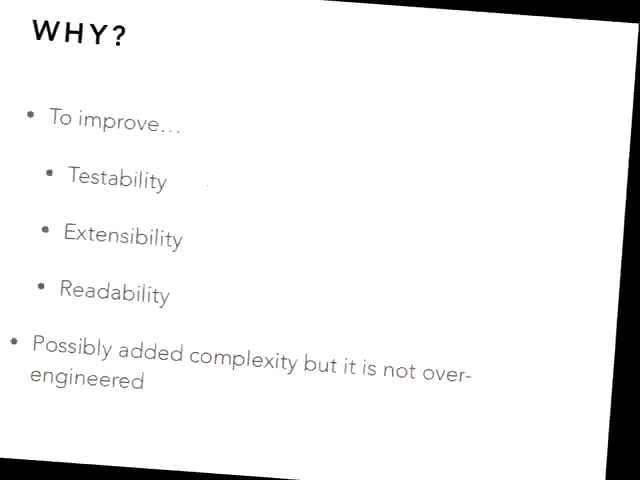 WHY?
• To improve...
• Testability
• Extensibility
• Readability
• Possibly added complexity but it is not over-
engineered